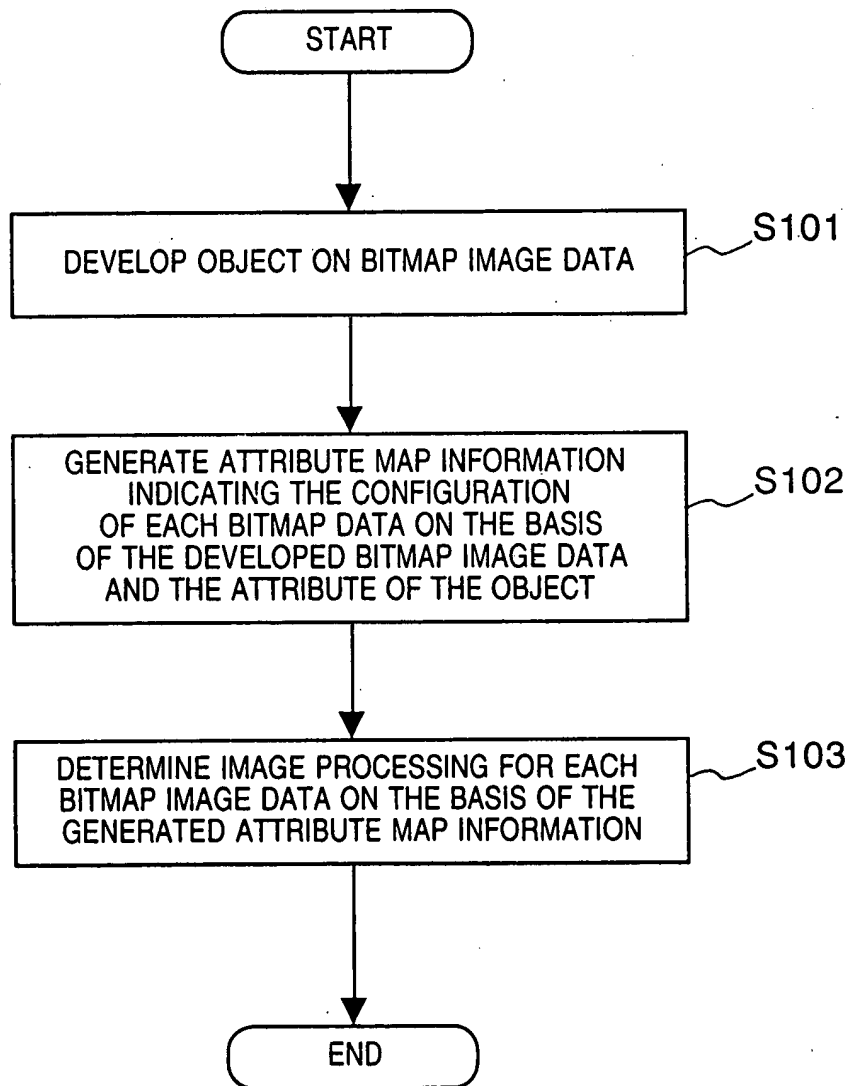 START
DEVELOP OBJECT ON BITMAP IMAGE DATA
S101
GENERATE ATTRIBUTE MAP INFORMATION
INDICATING THE CONFIGURATION
OF EACH BITMAP DATA ON THE BASIS
OF THE DEVELOPED BITMAP IMAGE DATA
AND THE ATTRIBUTE OF THE OBJECT
S102
DETERMINE IMAGE PROCESSING FOR EACH
BITMAP IMAGE DATA ON THE BASIS OF THE
GENERATED ATTRIBUTE MAP INFORMATION
S103
END